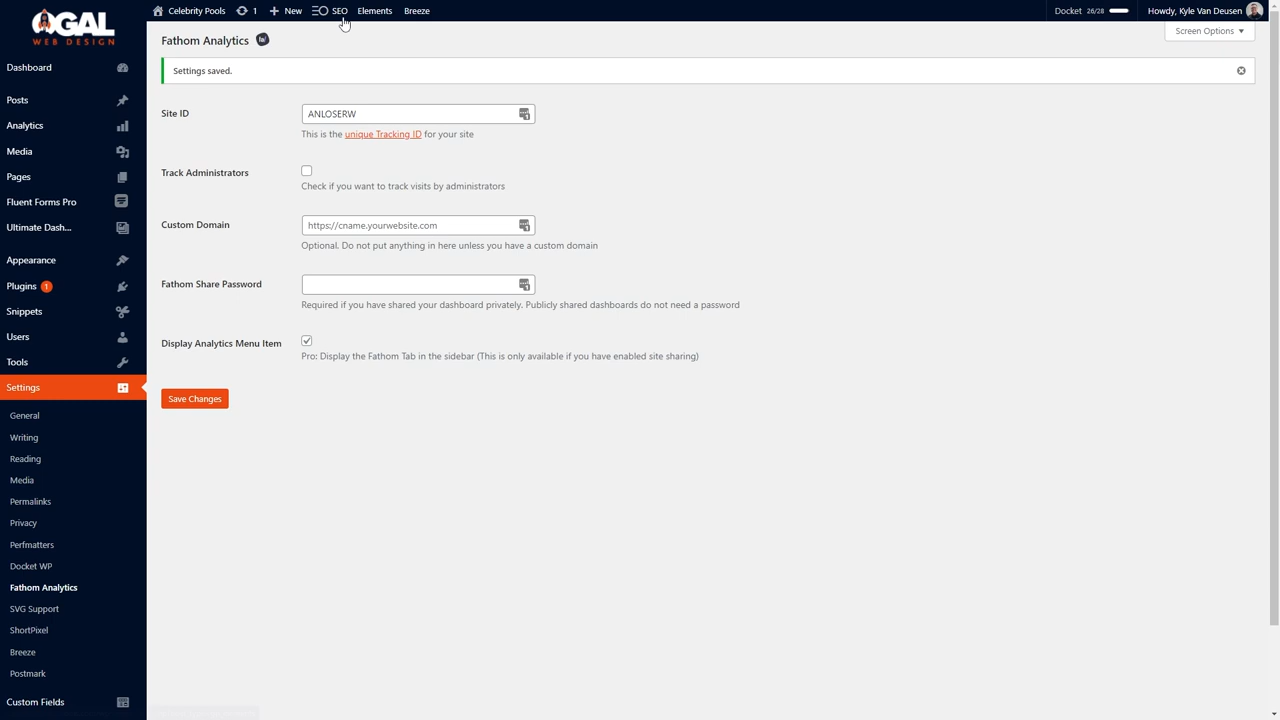 OGAL
WEB DESIGN
Celebrity Pools
1
New
SEO
Elements
Breeze
Docket 26/28
Howdy, Kyle Van Deusen
Dashboard
Posts
Analytics
Media
Pages
Fluent Forms Pro
Ultimate Dash...
Appearance
Plugins 1
Snippets
Users
Tools
Settings
General
Writing
Reading
Media
Permalinks
Privacy
Perfmatters
Docket WP
Fathom Analytics
SVG Support
ShortPixel
Breeze
Postmark
Custom Fields
Screen Options
Fathom Analytics
Settings saved.
Site ID
ANLOSERW
This is the unique Tracking ID for your site
Track Administrators
Check if you want to track visits by administrators
Custom Domain
https://cname.yourwebsite.com
Optional. Do not put anything in here unless you have a custom domain
Fathom Share Password
Required if you have shared your dashboard privately. Publicly shared dashboards do not need a password
Display Analytics Menu Item
Pro: Display the Fathom Tab in the sidebar (This is only available if you have enabled site sharing)
Save Changes